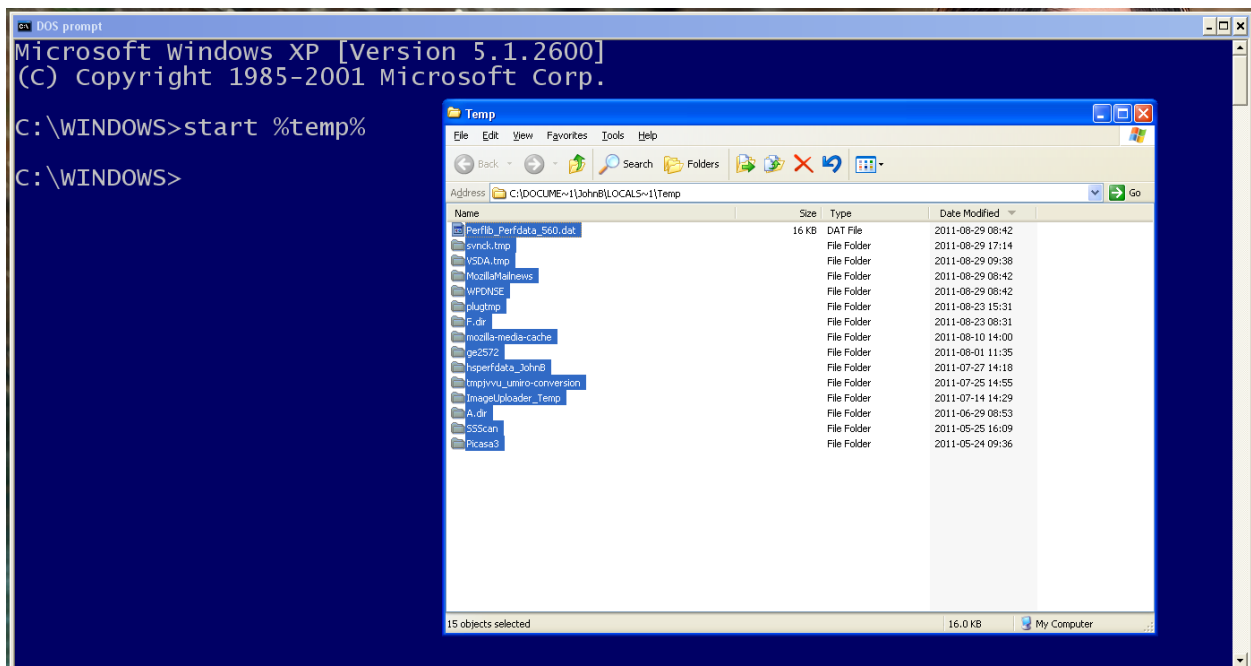 DOS prompt
Microsoft Windows XP [Version 5.1.2600]
(C) Copyright 1985-2001 Microsoft Corp.
C:\WINDOWS>start %temp%
C:\WINDOWS>
Temp
File Edit View Favorites Tools Help
Back Search Folders
Address C:\DOCUME~1\JohnB\LOCALS~1\Temp Go
Name Size Type Date Modified
Perflib_Perfdata_560.dat 16 KB DAT File 2011-08-29 08:42
svnck.tmp File Folder 2011-08-29 17:14
VSDA.tmp File Folder 2011-08-29 09:38
MozillaMailnews File Folder 2011-08-29 08:42
WPDNSE File Folder 2011-08-29 08:42
plugtmp File Folder 2011-08-23 15:31
F.dir File Folder 2011-08-23 08:31
mozilla-media-cache File Folder 2011-08-10 14:00
ge2572 File Folder 2011-08-01 11:35
hsperfdata_JohnB File Folder 2011-07-27 14:18
tmpjvvu_umiro-conversion File Folder 2011-07-25 14:55
ImageUploader_Temp File Folder 2011-07-14 14:29
A.dir File Folder 2011-06-29 08:53
SSScan File Folder 2011-05-25 16:09
Picasa3 File Folder 2011-05-24 09:36
15 objects selected 16.0 KB My Computer